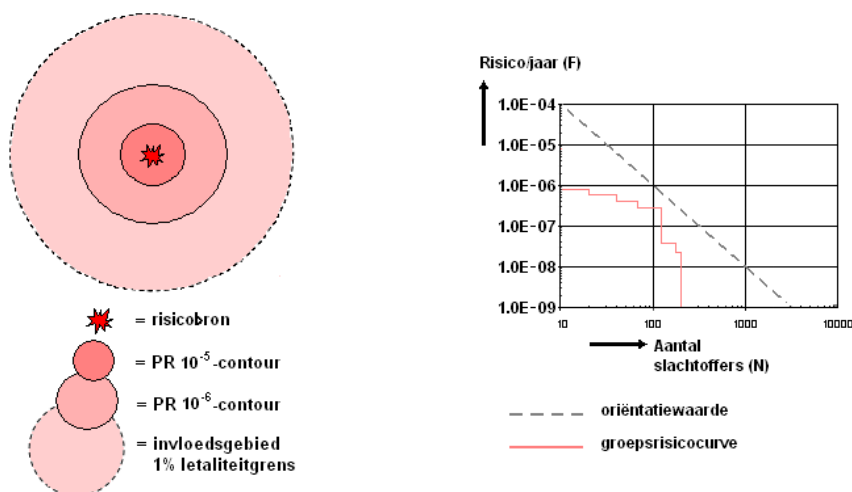 = risicobron
= PR 10⁻⁵-contour
= PR 10⁻⁶-contour
= invloedsgebied
1% letaliteitgrens
Risico/jaar (F)
1.0E-04
1.0E-05
1.0E-06
1.0E-07
1.0E-08
1.0E-09
10 100 1000 10000
Aantal
slachtoffers (N)
oriëntatiewaarde
groepsrisicocurve